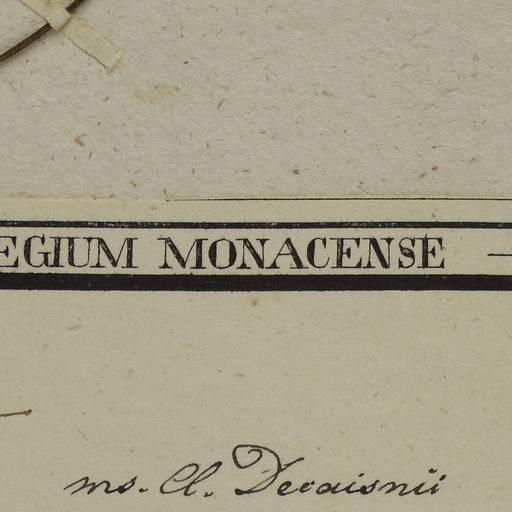 EGIUM MONACENSE —
ms. Cl. Decaisnii